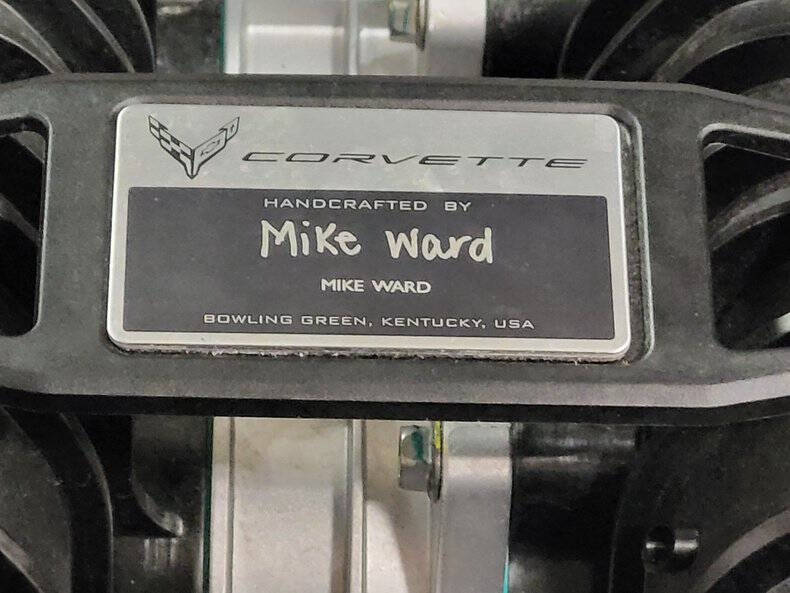 CORVETTE
HANDCRAFTED BY
Mike Ward
MIKE WARD
BOWLING GREEN, KENTUCKY, USA